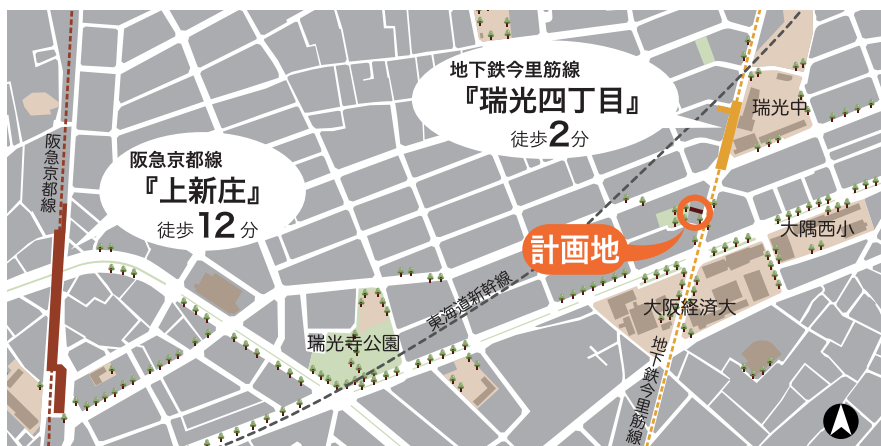 地下鉄今里筋線
『瑞光四丁目』
徒歩2分
瑞光中
阪急京都線
阪急京都線
『上新庄』
徒歩12分
計画地
大隅西小
大阪経済大
東海道新幹線
瑞光寺公園
地下鉄今里筋線